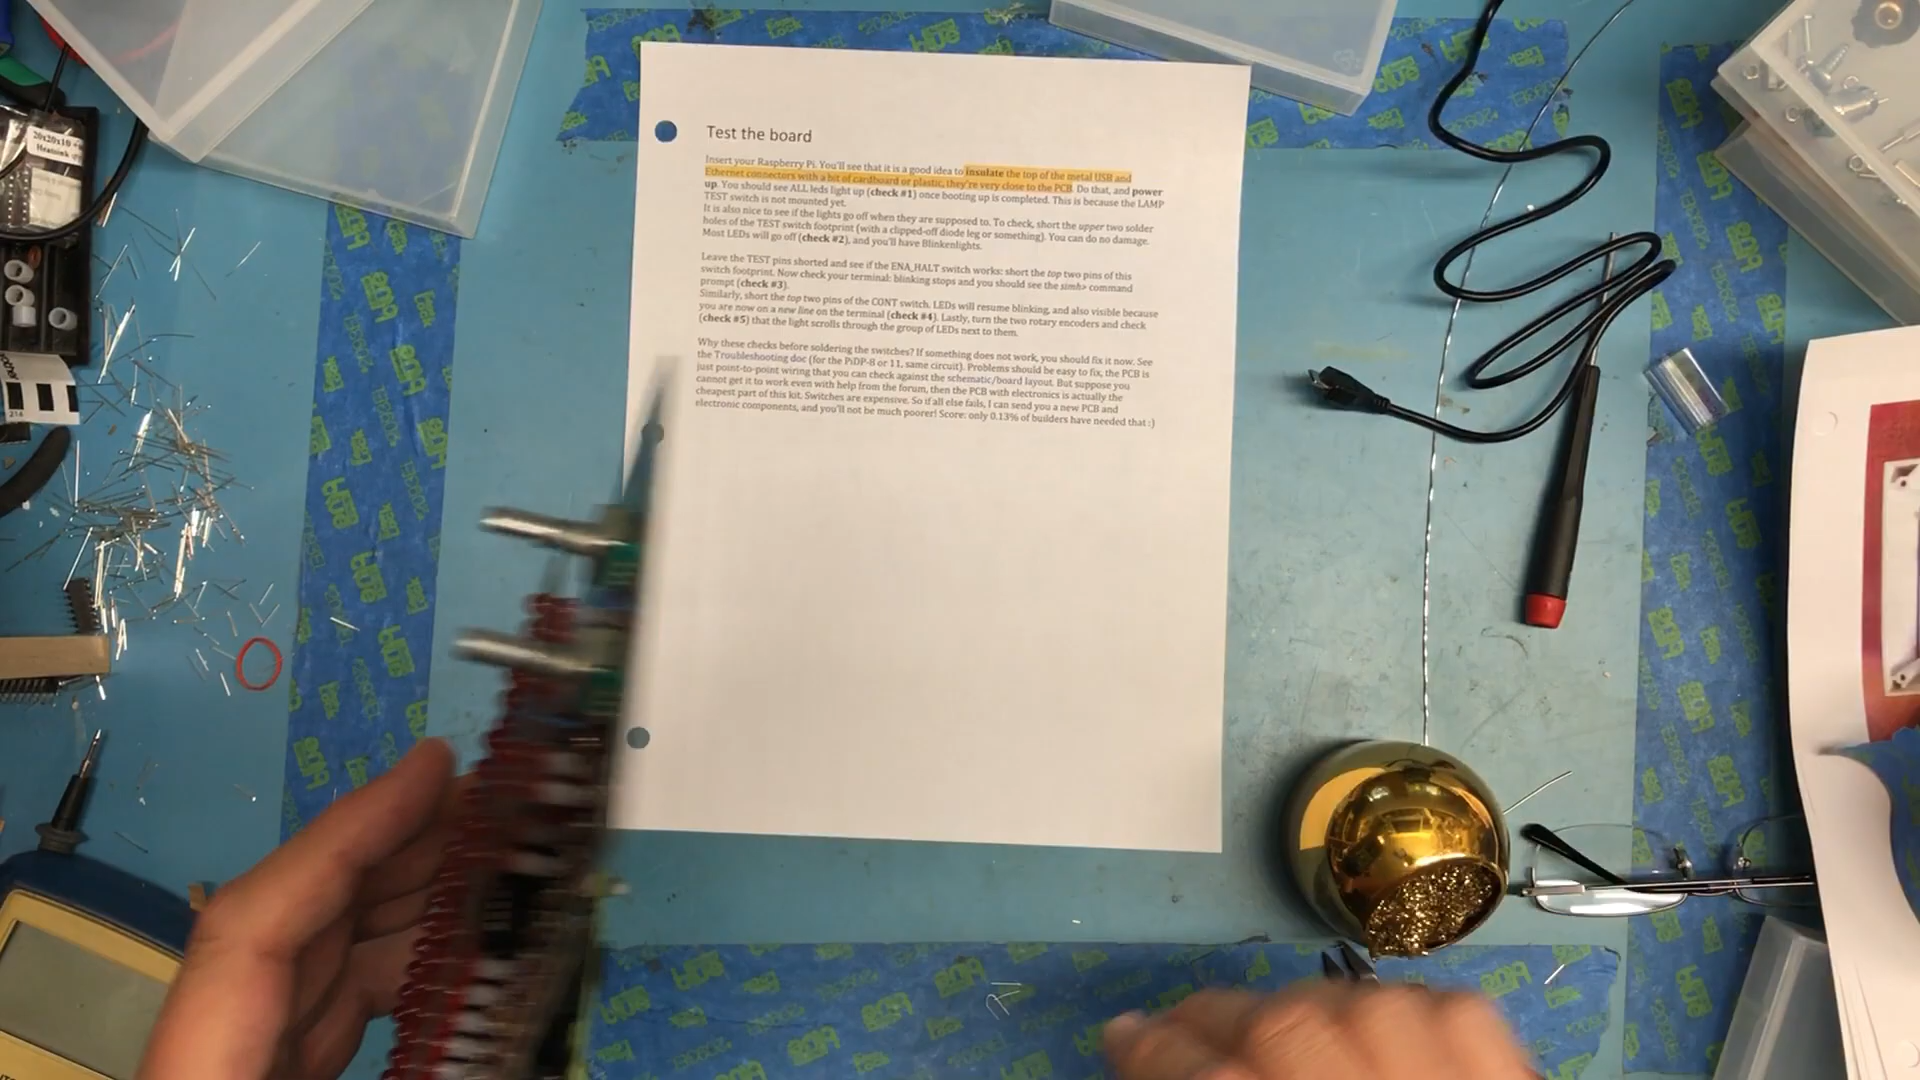 Test the board
Insert your Raspberry Pi. You'll see that it is a good idea to insulate the top of the metal USB and
Ethernet connectors with a bit of cardboard or plastic, they're very close to the PCB. Do that, and power
up. You should see ALL leds light up (check #1) once booting up is completed. This is because the LAMP
TEST switch is not mounted yet.
It is also nice to see if the lights go off when they are supposed to. To check, short the upper two solder
holes of the TEST switch footprint (with a clipped-off diode leg or something). You can do no damage.
Most LEDs will go off (check #2), and you'll have Blinkenlights.
Leave the TEST pins shorted and see if the ENA_HALT switch works: short the top two pins of this
switch footprint. Now check your terminal: blinking stops and you should see the simh> command
prompt (check #3).
Similarly, short the top two pins of the CONT switch. LEDs will resume blinking, and also visible because
you are now on a new line on the terminal (check #4). Lastly, turn the two rotary encoders and check
(check #5) that the light scrolls through the group of LEDs next to them.
Why these checks before soldering the switches? If something does not work, you should fix it now. See
the Troubleshooting doc (for the PiDP-8 or 11, same circuit). Problems should be easy to fix, the PCB is
just point-to-point wiring that you can check against the schematic/board layout. But suppose you
cannot get it to work even with help from the forum, then the PCB with electronics is actually the
cheapest part of this kit. Switches are expensive. So if all else fails, I can send you a new PCB and
electronic components, and you'll not be much poorer! Score: only 0.13% of builders have needed that :)
20x20x10
Heatsink
214